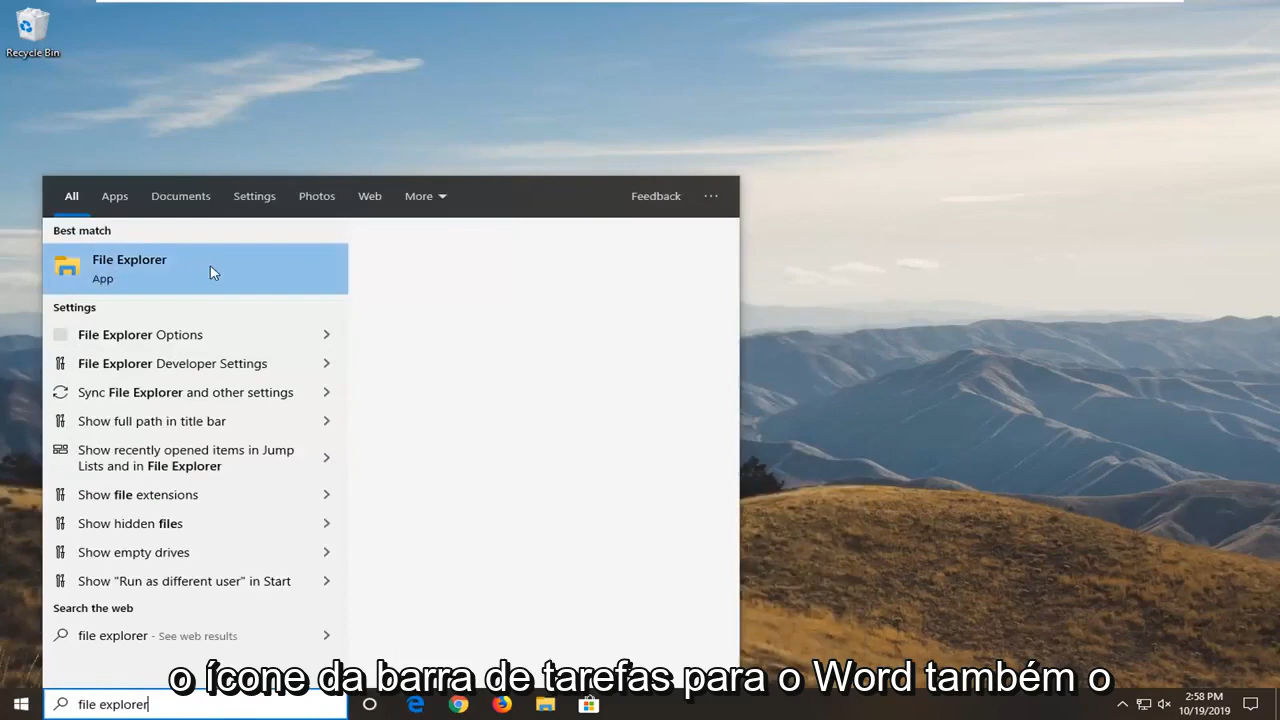 Recycle Bin
All Apps Documents Settings Photos Web More Feedback ...
Best match
File Explorer
App
Settings
File Explorer Options
File Explorer Developer Settings
Sync File Explorer and other settings
Show full path in title bar
Show recently opened items in Jump
Lists and in File Explorer
Show file extensions
Show hidden files
Show empty drives
Show "Run as different user" in Start
Search the web
file explorer - See web results
o ícone da barra de tarefas para o Word também o
file explorer
2:58 PM
10/19/2019